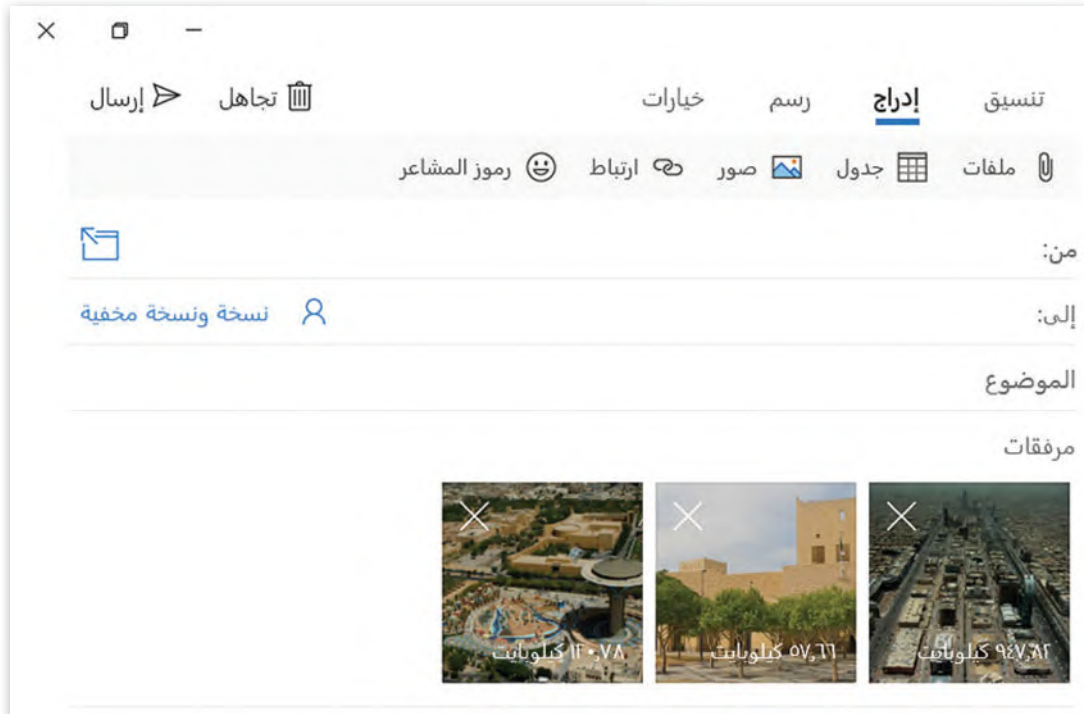 تنسيق إدراج رسم خيارات تجاهل إرسال
ملفات جدول صور ارتباط رموز المشاعر
من:
إلى: نسخة ونسخة مخفية
الموضوع
مرفقات
٩٤٧,٨٢ كيلوبايت ٥٧,٦٦ كيلوبايت ١٢٠,٧٨ كيلوبايت